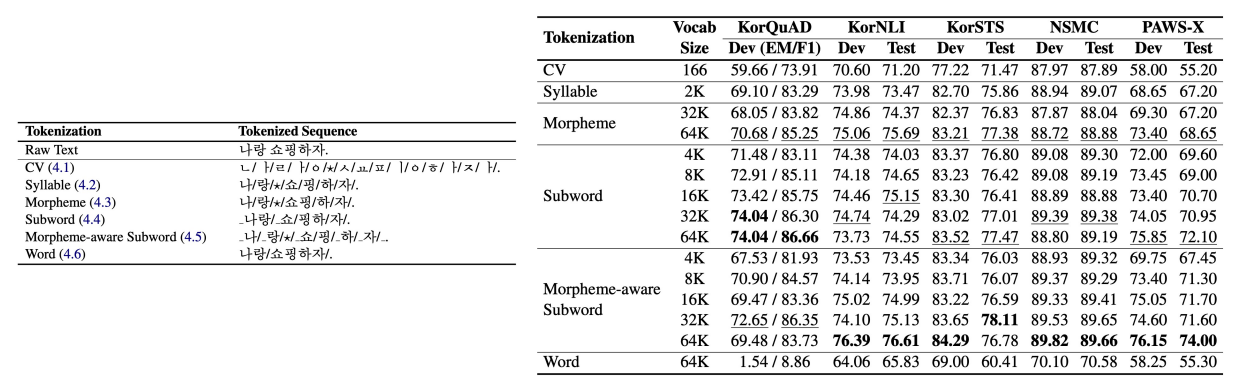 Tokenization Tokenized Sequence
Raw Text 나랑 쇼핑하자.
CV (4.1) ㄴ/ㅏ/ㄹ/ㅏ/ㅇ/⋆/ㅅ/ㅛ/ㅍ/ㅣ/ㅇ/ㅎ/ㅏ/ㅈ/ㅏ/.
Syllable (4.2) 나/랑/⋆/쇼/핑/하/자/.
Morpheme (4.3) 나/랑/⋆/쇼핑/하/자/.
Subword (4.4) _나랑/_쇼/핑하/자/.
Morpheme-aware Subword (4.5) _나/_랑/⋆/_쇼/핑/_하/_자/_.
Word (4.6) 나랑/쇼핑하자/.
Tokenization Vocab Size KorQuAD KorNLI KorSTS NSMC PAWS-X
Dev (EM/F1) Dev Test Dev Test Dev Test Dev Test
CV 166 59.66 / 73.91 70.60 71.20 77.22 71.47 87.97 87.89 58.00 55.20
Syllable 2K 69.10 / 83.29 73.98 73.47 82.70 75.86 88.94 89.07 68.65 67.20
Morpheme 32K 68.05 / 83.82 74.86 74.37 82.37 76.83 87.87 88.04 69.30 67.20
64K 70.68 / 85.25 75.06 75.69 83.21 77.38 88.72 88.88 73.40 68.65
Subword 4K 71.48 / 83.11 74.38 74.03 83.37 76.80 89.08 89.30 72.00 69.60
8K 72.91 / 85.11 74.18 74.65 83.23 76.42 89.08 89.19 73.45 69.00
16K 73.42 / 85.75 74.46 75.15 83.30 76.41 88.89 88.88 73.40 70.70
32K 74.04 / 86.30 74.74 74.29 83.02 77.01 89.39 89.38 74.05 70.95
64K 74.04 / 86.66 73.73 74.55 83.52 77.47 88.80 89.19 75.85 72.10
Morpheme-aware Subword 4K 67.53 / 81.93 73.53 73.45 83.34 76.03 88.93 89.32 69.75 67.45
8K 70.90 / 84.57 74.14 73.95 83.71 76.07 89.37 89.29 73.40 71.30
16K 69.47 / 83.36 75.02 74.99 83.22 76.59 89.33 89.41 75.05 71.70
32K 72.65 / 86.35 74.10 75.13 83.65 78.11 89.53 89.65 74.60 71.60
64K 69.48 / 83.73 76.39 76.61 84.29 76.78 89.82 89.66 76.15 74.00
Word 64K 1.54 / 8.86 64.06 65.83 69.00 60.41 70.10 70.58 58.25 55.30